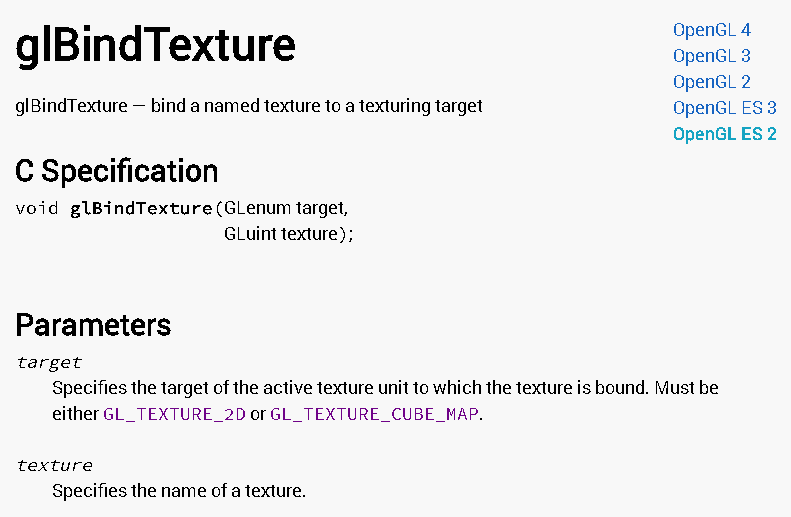 glBindTexture
OpenGL 4
OpenGL 3
OpenGL 2
OpenGL ES 3
OpenGL ES 2
glBindTexture — bind a named texture to a texturing target
C Specification
void glBindTexture(GLenum target,
GLuint texture);
Parameters
target
Specifies the target of the active texture unit to which the texture is bound. Must be
either GL_TEXTURE_2D or GL_TEXTURE_CUBE_MAP.
texture
Specifies the name of a texture.